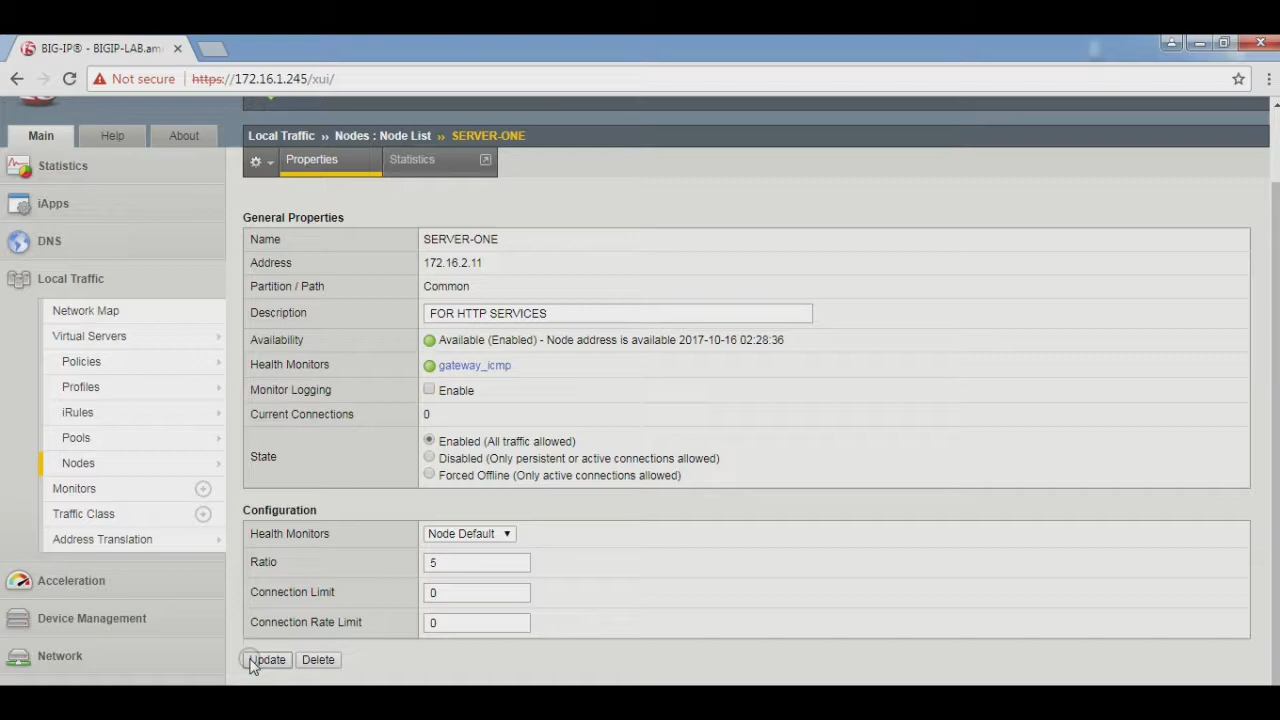 BIG-IP® - BIGIP-LAB.am
Not secure | https://172.16.1.245/xui/
Main Help About
Local Traffic ›› Nodes : Node List ›› SERVER-ONE
Properties Statistics
Statistics
iApps
DNS
Local Traffic
Network Map
Virtual Servers
Policies
Profiles
iRules
Pools
Nodes
Monitors
Traffic Class
Address Translation
Acceleration
Device Management
Network
General Properties
Name SERVER-ONE
Address 172.16.2.11
Partition / Path Common
Description FOR HTTP SERVICES
Availability Available (Enabled) - Node address is available 2017-10-16 02:28:36
Health Monitors gateway_icmp
Monitor Logging Enable
Current Connections 0
State Enabled (All traffic allowed)
Disabled (Only persistent or active connections allowed)
Forced Offline (Only active connections allowed)
Configuration
Health Monitors Node Default
Ratio 5
Connection Limit 0
Connection Rate Limit 0
Update Delete